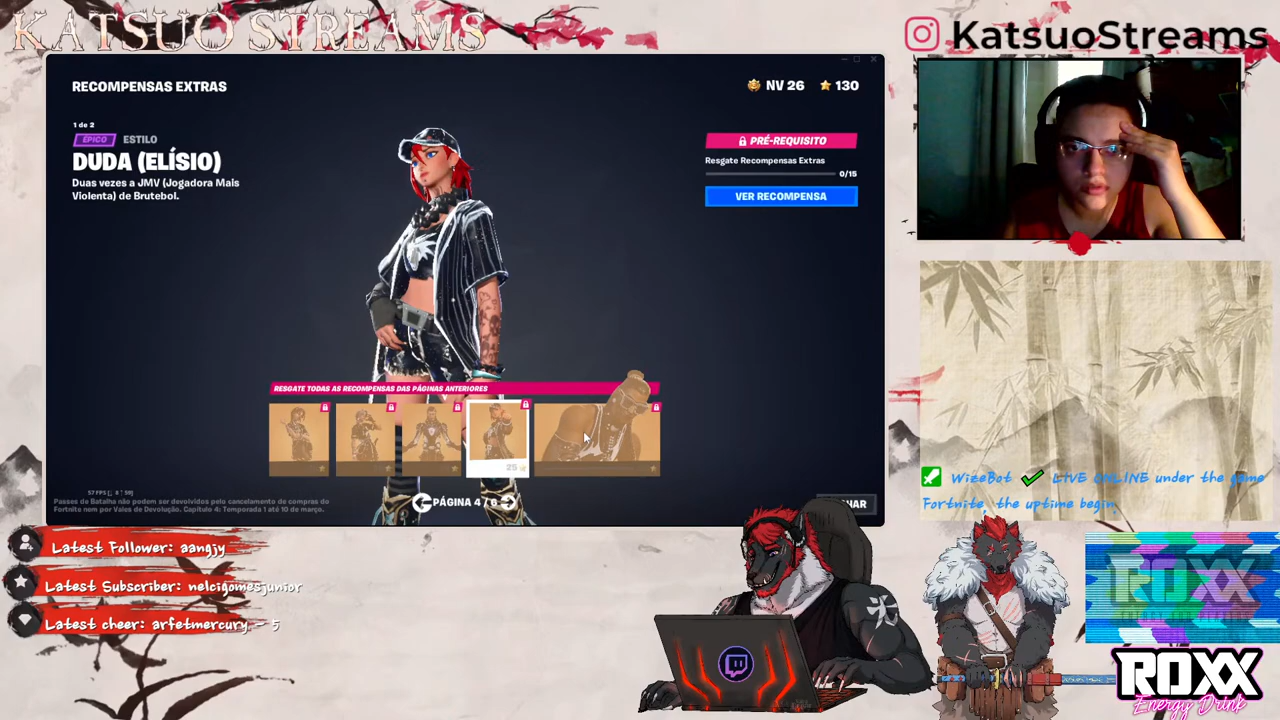 KATSUO STREAMS
KatsuoStreams
RECOMPENSAS EXTRAS
NV 26
130
1 de 2
ÉPICO ESTILO
DUDA (ELÍSIO)
Duas vezes a JMV (Jogadora Mais
Violenta) de Brutebol.
PRÉ-REQUISITO
Resgate Recompensas Extras
0/15
VER RECOMPENSA
RESGATE TODAS AS RECOMPENSAS DAS PÁGINAS ANTERIORES
25
57 FPS
Passes de Batalha não podem ser devolvidos pelo cancelamento de compras do
Fortnite nem por Vales de Devolução. Capítulo 4: Temporada 1 até 10 de março.
PÁGINA 4 / 6
WizeBot LIVE ONLINE under the game
Fortnite, the uptime begin
Latest Follower: aangjy
Latest Subscriber: nelcigomesjunior
Latest cheer: arfetmercury - 5
ROXX
ROXX
Energy Drink